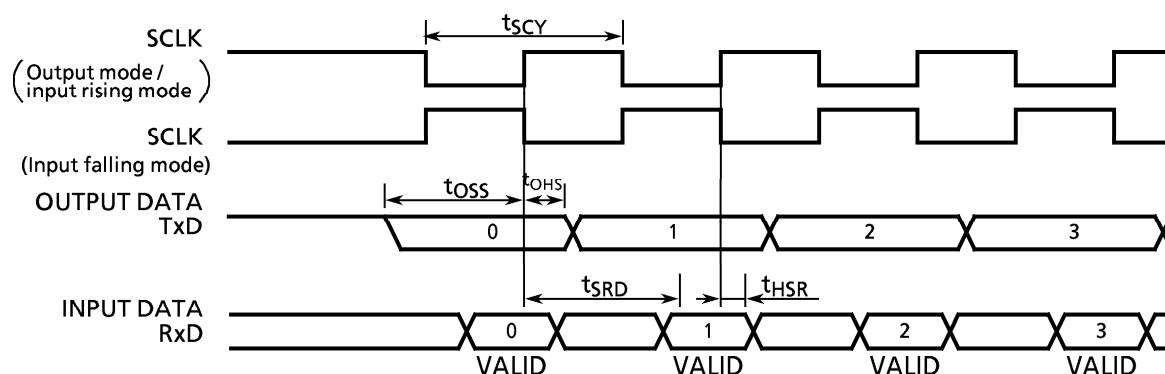 tSCY
SCLK
(Output mode /
input rising mode)
SCLK
(Input falling mode)
tOSS
tOHS
OUTPUT DATA
TxD
0
1
2
3
tSRD
tHSR
INPUT DATA
RxD
0
1
2
3
VALID
VALID
VALID
VALID